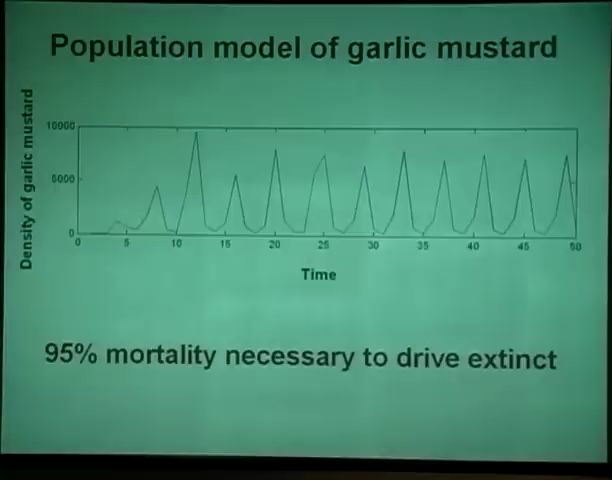 Population model of garlic mustard
Density of garlic mustard
10000
5000
0
0 5 10 15 20 25 30 35 40 45 50
Time
95% mortality necessary to drive extinct